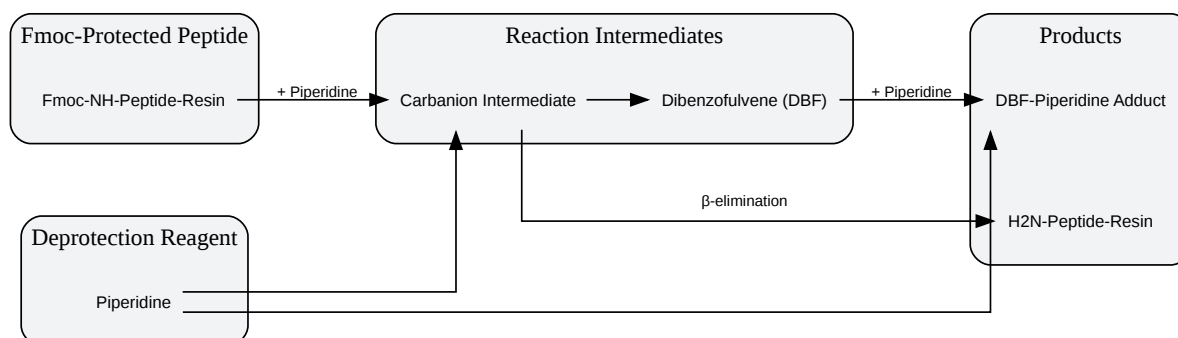 Fmoc-Protected Peptide
Reaction Intermediates
Products
Fmoc-NH-Peptide-Resin
+ Piperidine
Carbanion Intermediate
Dibenzofulvene (DBF)
+ Piperidine
DBF-Piperidine Adduct
β-elimination
H2N-Peptide-Resin
Deprotection Reagent
Piperidine